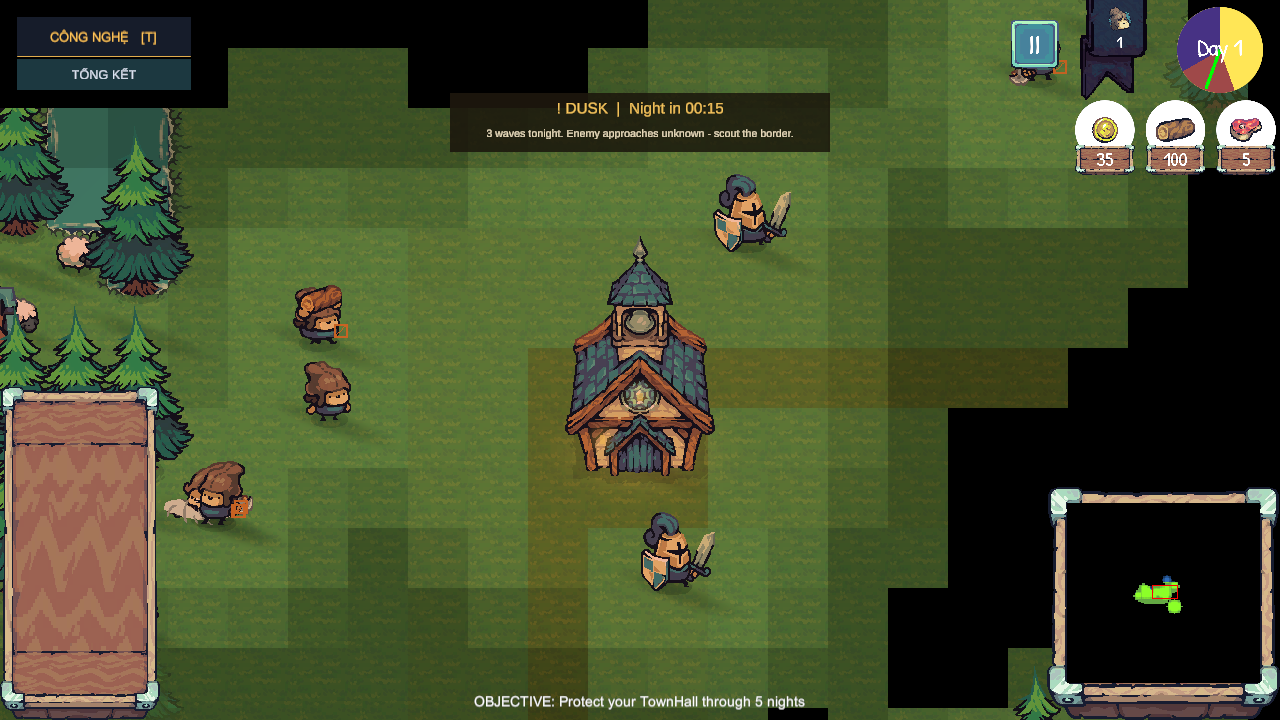 CÔNG NGHỆ [T]
TỔNG KẾT
! DUSK | Night in 00:15
3 waves tonight. Enemy approaches unknown - scout the border.
1
Day 1
35
100
5
OBJECTIVE: Protect your TownHall through 5 nights